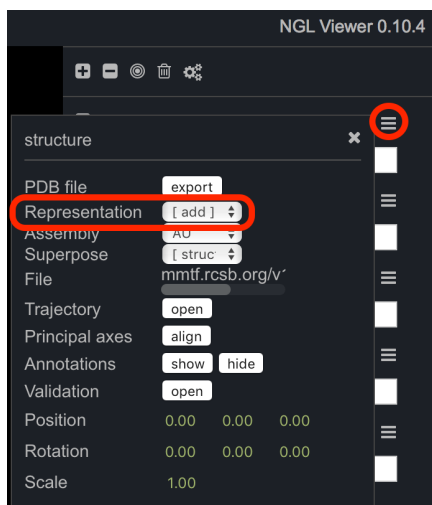 NGL Viewer 0.10.4
structure
PDB file export
Representation [ add ]
Assembly AU
Superpose [ struc
File mmtf.rcsb.org/v
Trajectory open
Principal axes align
Annotations show hide
Validation open
Position 0.00 0.00 0.00
Rotation 0.00 0.00 0.00
Scale 1.00